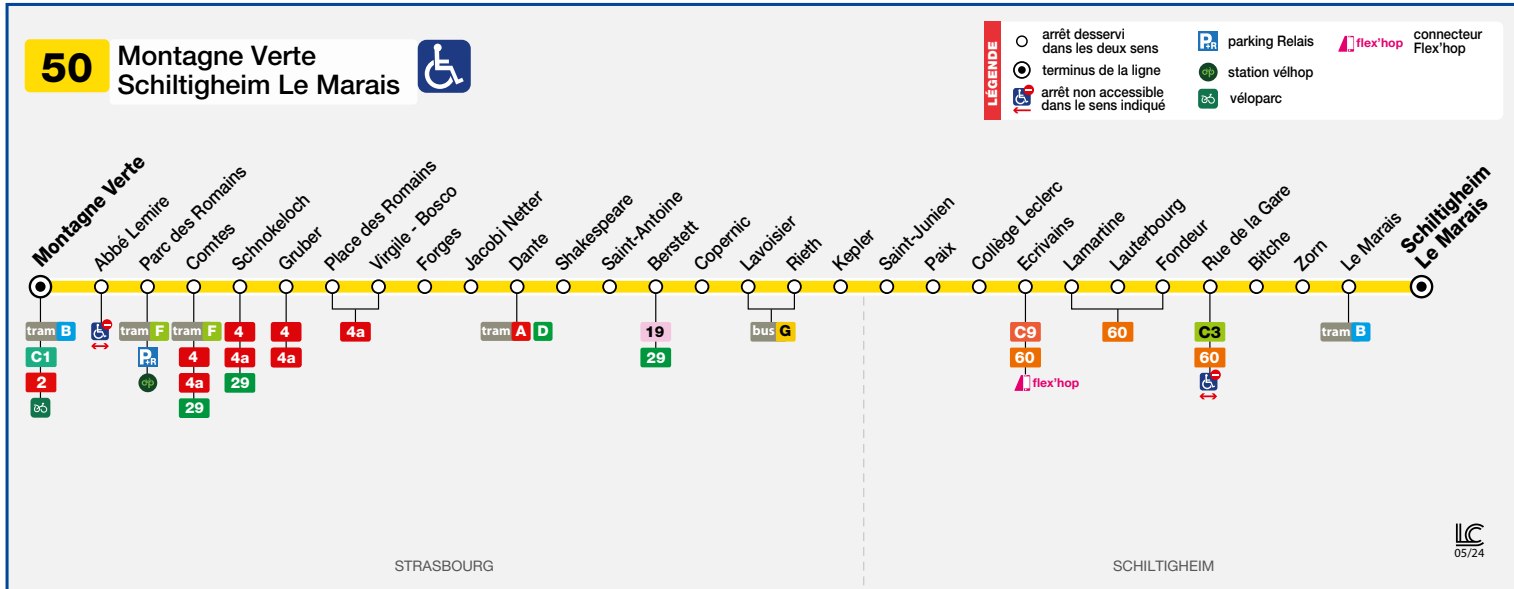 50
Montagne Verte
Schiltigheim Le Marais
LÉGENDE
arrêt desservi
dans les deux sens
terminus de la ligne
arrêt non accessible
dans le sens indiqué
P+R
parking Relais
station vélhop
véloparc
flex'hop
connecteur
Flex'hop
Montagne Verte
Abbé Lemire
Parc des Romains
Comtes
Schnokeloch
Gruber
Place des Romains
Virgile - Bosco
Forges
Jacobi Netter
Dante
Shakespeare
Saint-Antoine
Berstett
Copernic
Lavoisier
Rieth
Kepler
Saint-Junien
Paix
Collège Leclerc
Ecrivains
Lamartine
Lauterbourg
Fondeur
Rue de la Gare
Bitche
Zorn
Le Marais
Schiltigheim
Le Marais
tram B
C1
2
tram F
P+R
tram F
4
4a
29
4
4a
29
4
4a
4a
tram A D
19
29
bus G
C9
60
flex'hop
60
C3
60
tram B
STRASBOURG
SCHILTIGHEIM
LC
05/24